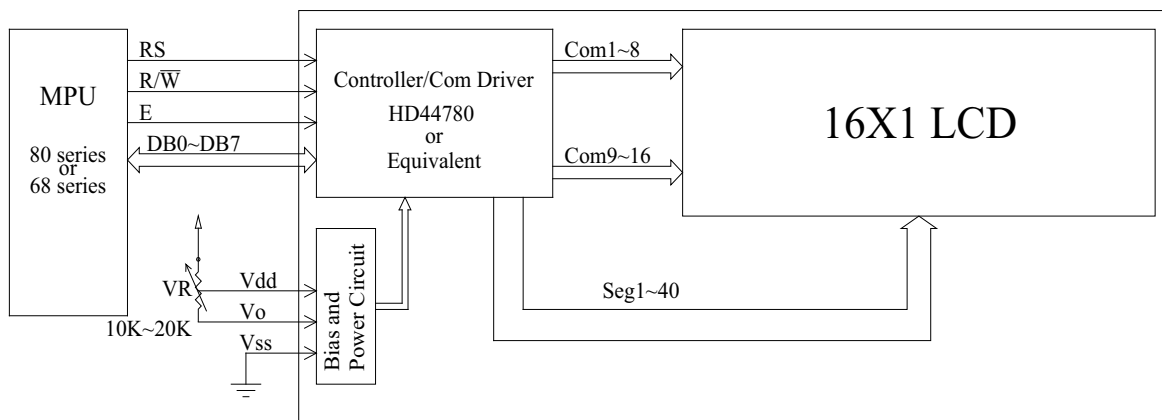 MPU
80 series
or
68 series
RS
R/W̅
E
DB0~DB7
Controller/Com Driver
HD44780
or
Equivalent
Com1~8
Com9~16
16X1 LCD
Seg1~40
VR
10K~20K
Vdd
Vo
Vss
Bias and
Power Circuit